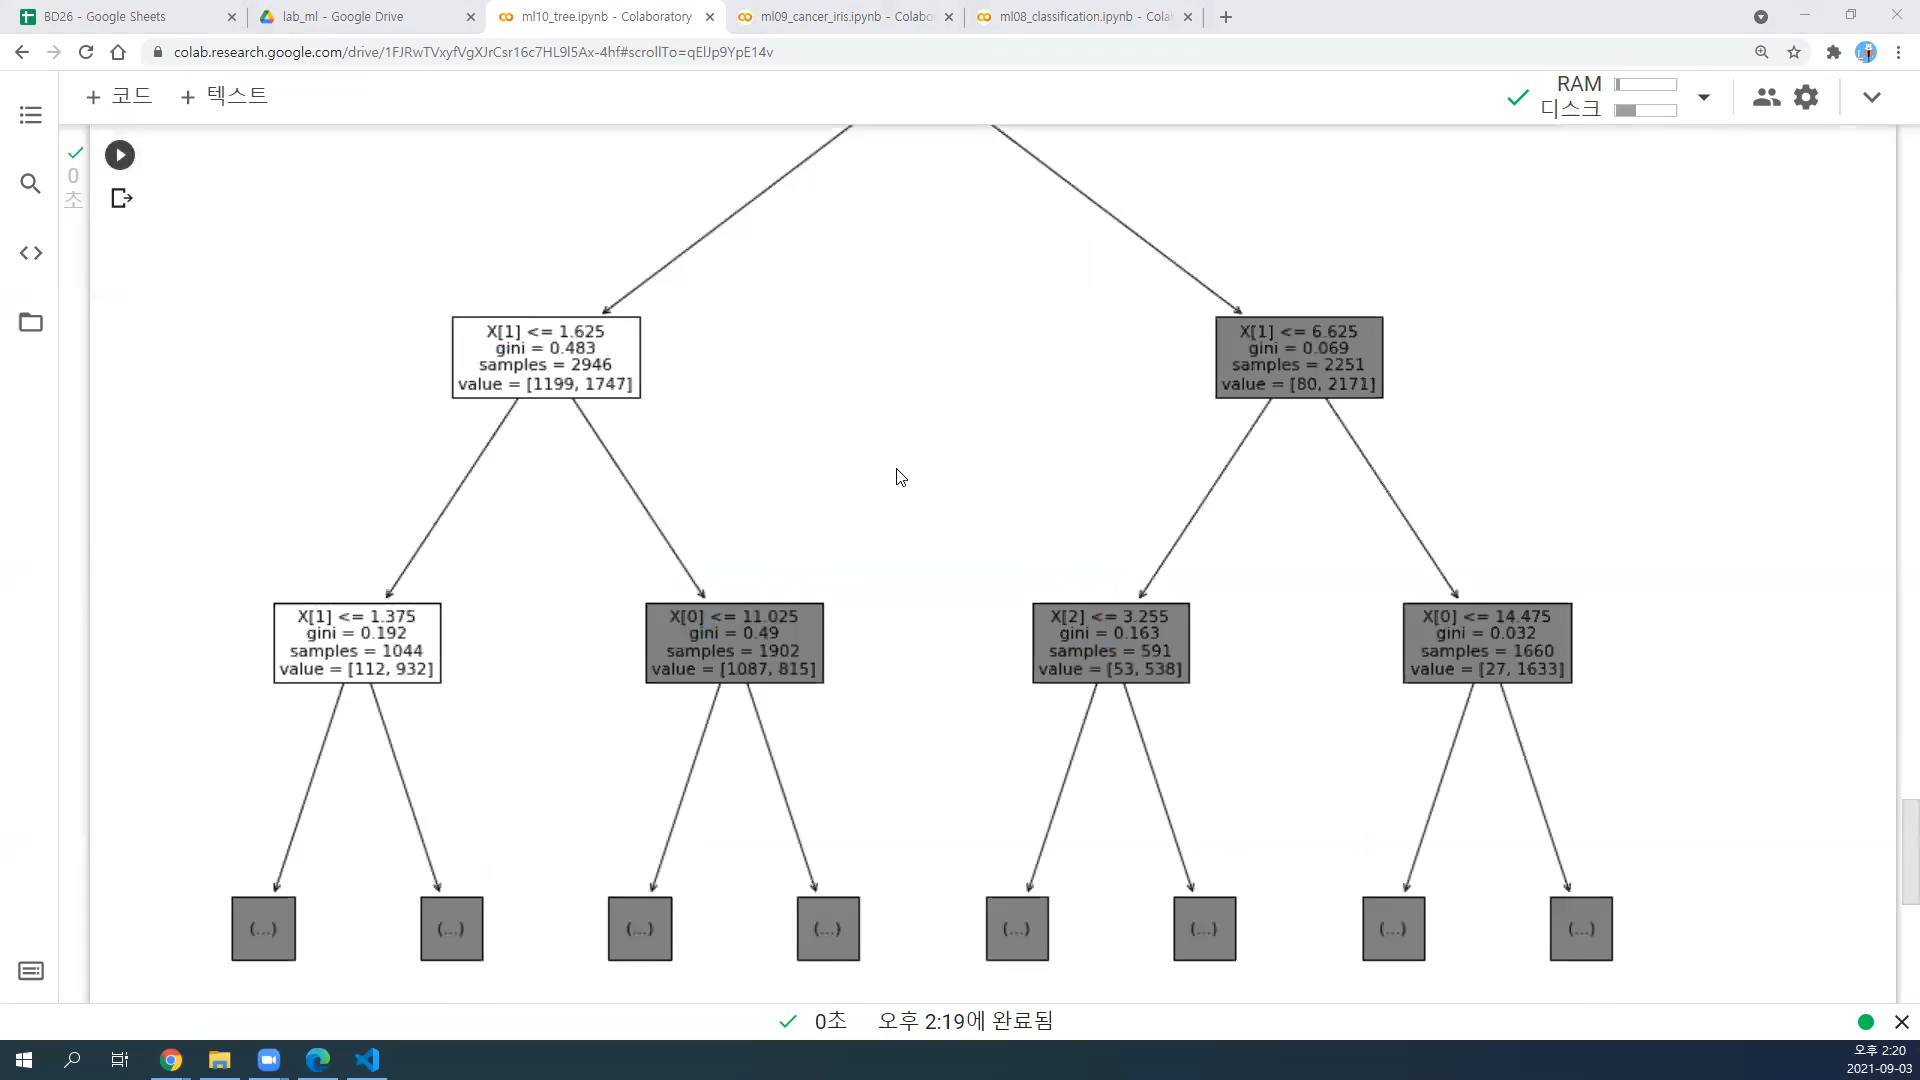 BD26 - Google Sheets
lab_ml - Google Drive
ml10_tree.ipynb - Colaboratory
ml09_cancer_iris.ipynb - Colabo
ml08_classification.ipynb - Cola
colab.research.google.com/drive/1FJRwTVxyfVgXJrCsr16c7HL9l5Ax-4hf#scrollTo=qElJp9YpE14v
+ 코드 + 텍스트
RAM
디스크
0
초
X[1] <= 1.625
gini = 0.483
samples = 2946
value = [1199, 1747]
X[1] <= 6.625
gini = 0.069
samples = 2251
value = [80, 2171]
X[1] <= 1.375
gini = 0.192
samples = 1044
value = [112, 932]
X[0] <= 11.025
gini = 0.49
samples = 1902
value = [1087, 815]
X[2] <= 3.255
gini = 0.163
samples = 591
value = [53, 538]
X[0] <= 14.475
gini = 0.032
samples = 1660
value = [27, 1633]
(...) (...) (...) (...) (...) (...) (...) (...)
0초 오후 2:19에 완료됨
오후 2:20
2021-09-03